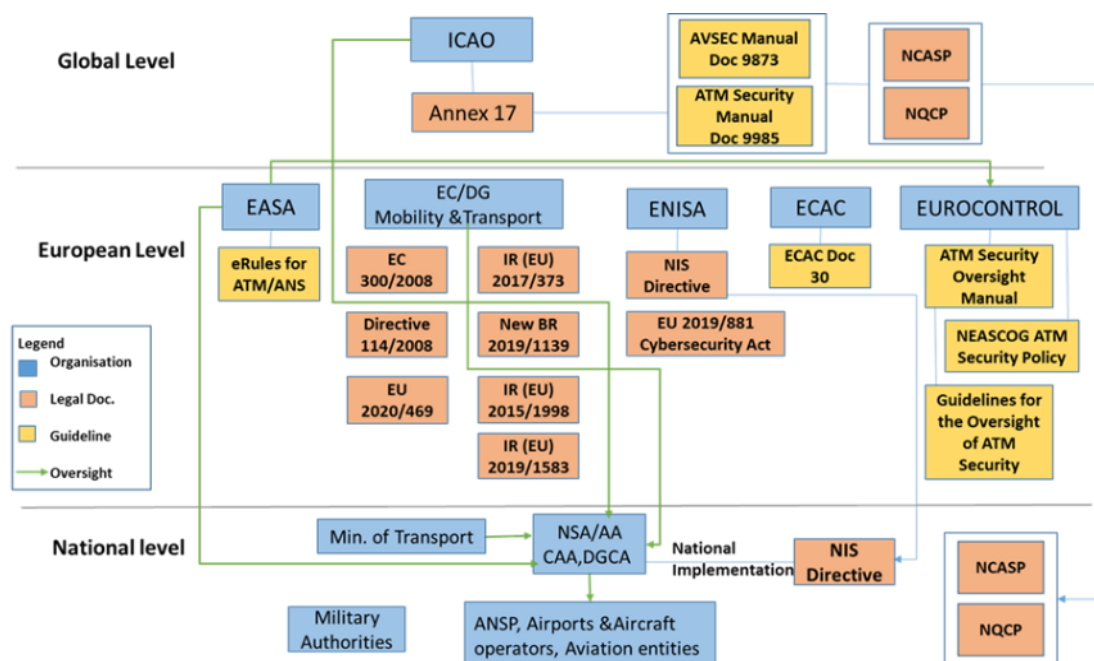 Global Level
ICAO
Annex 17
AVSEC Manual
Doc 9873
ATM Security
Manual
Doc 9985
NCASP
NQCP
European Level
EASA
eRules for
ATM/ANS
EC/DG
Mobility &Transport
EC
300/2008
IR (EU)
2017/373
Directive
114/2008
New BR
2019/1139
EU
2020/469
IR (EU)
2015/1998
IR (EU)
2019/1583
ENISA
NIS
Directive
EU 2019/881
Cybersecurity Act
ECAC
ECAC Doc
30
EUROCONTROL
ATM Security
Oversight
Manual
NEASCOG ATM
Security Policy
Guidelines for
the Oversight
of ATM
Security
Legend
Organisation
Legal Doc.
Guideline
Oversight
National level
Min. of Transport
NSA/AA
CAA,DGCA
National
Implementation
NIS
Directive
NCASP
NQCP
Military
Authorities
ANSP, Airports &Aircraft
operators, Aviation entities